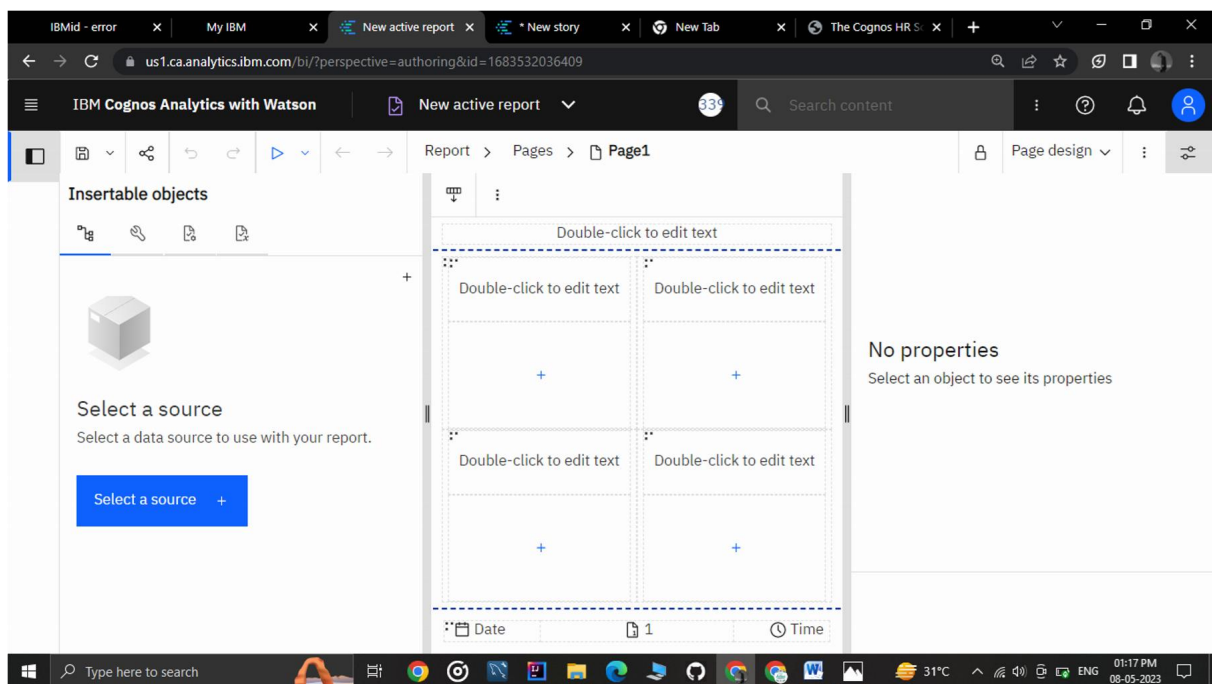 IBMid - error
My IBM
New active report
* New story
New Tab
The Cognos HR Sc
us1.ca.analytics.ibm.com/bi/?perspective=authoring&id=1683532036409
IBM Cognos Analytics with Watson
New active report
339
Search content
Report > Pages > Page1
Page design
Insertable objects
Double-click to edit text
Double-click to edit text
Double-click to edit text
No properties
Select an object to see its properties
Select a source
Select a data source to use with your report.
Double-click to edit text
Double-click to edit text
Select a source +
Date
1
Time
Type here to search
31°C
ENG
01:17 PM
08-05-2023